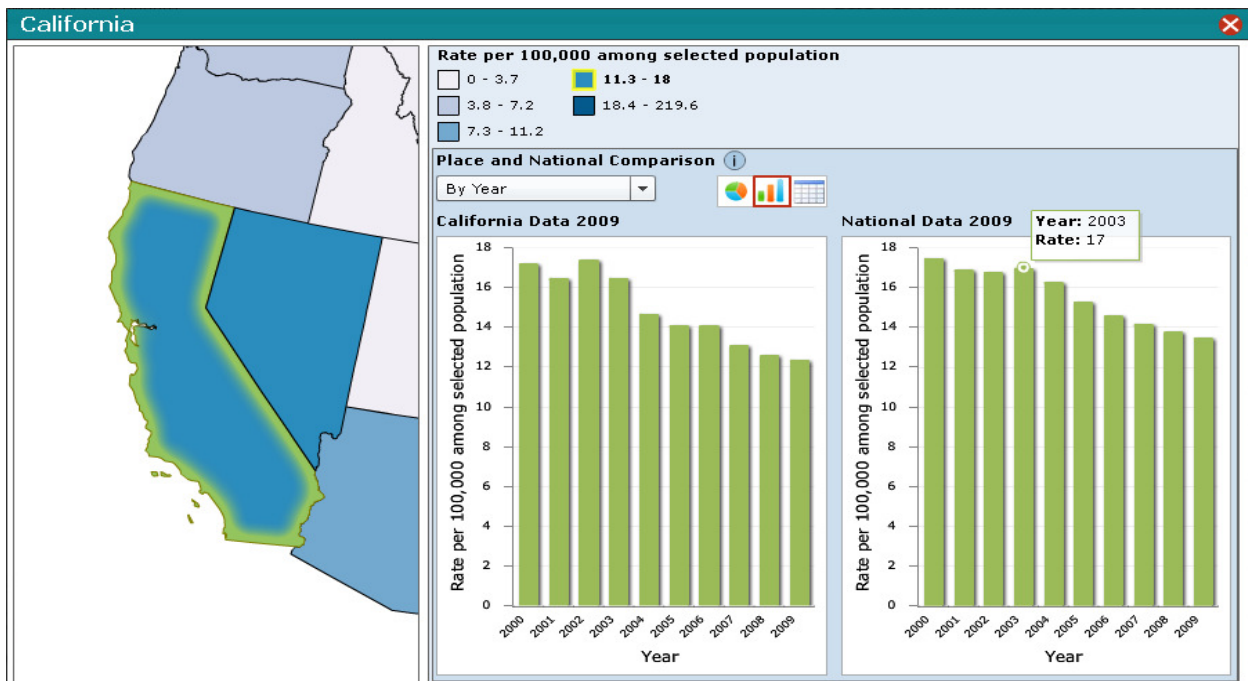 California
Rate per 100,000 among selected population
0 - 3.7
11.3 - 18
3.8 - 7.2
18.4 - 219.6
7.3 - 11.2
Place and National Comparison i
By Year
California Data 2009
National Data 2009
Year: 2003
Rate: 17
Rate per 100,000 among selected population
18
16
14
12
10
8
6
4
2
0
2000
2001
2002
2003
2004
2005
2006
2007
2008
2009
Year
Rate per 100,000 among selected population
18
16
14
12
10
8
6
4
2
0
2000
2001
2002
2003
2004
2005
2006
2007
2008
2009
Year